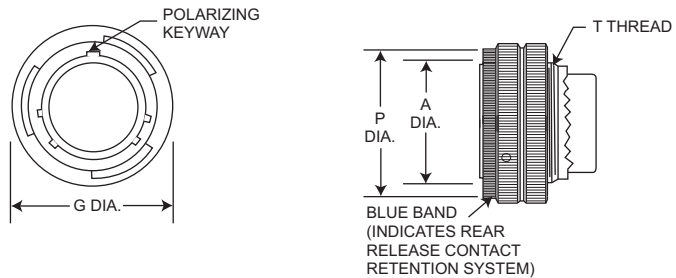 POLARIZING
KEYWAY
G DIA.
T THREAD
P
DIA.
A
DIA.
BLUE BAND
(INDICATES REAR
RELEASE CONTACT
RETENTION SYSTEM)